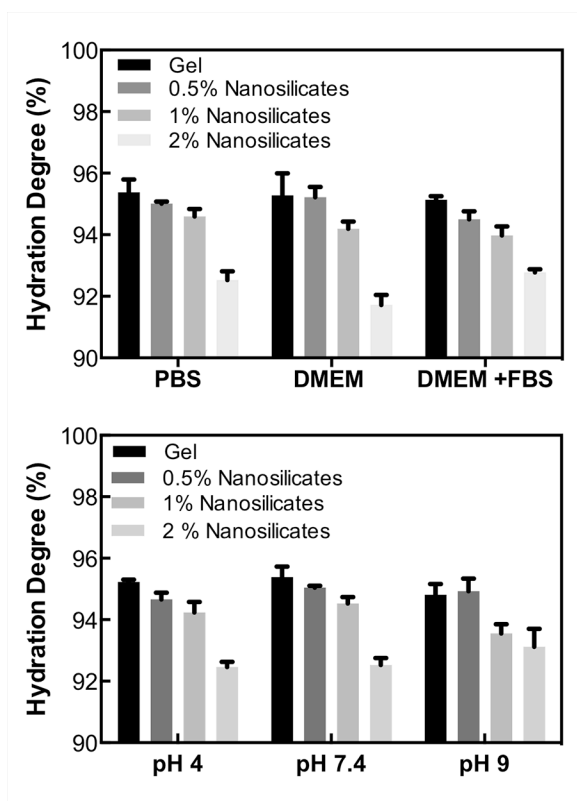 Hydration Degree (%)
100
98
96
94
92
90
Gel
0.5% Nanosilicates
1% Nanosilicates
2% Nanosilicates
PBS DMEM DMEM +FBS
Hydration Degree (%)
100
98
96
94
92
90
Gel
0.5% Nanosilicates
1% Nanosilicates
2 % Nanosilicates
pH 4 pH 7.4 pH 9